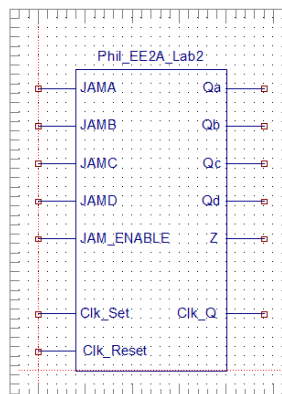 Phil_EE2A_Lab2
JAMA Qa
JAMB Qb
JAMC Qc
JAMD Qd
JAM_ENABLE Z
Clk_Set Clk_Q
Clk_Reset